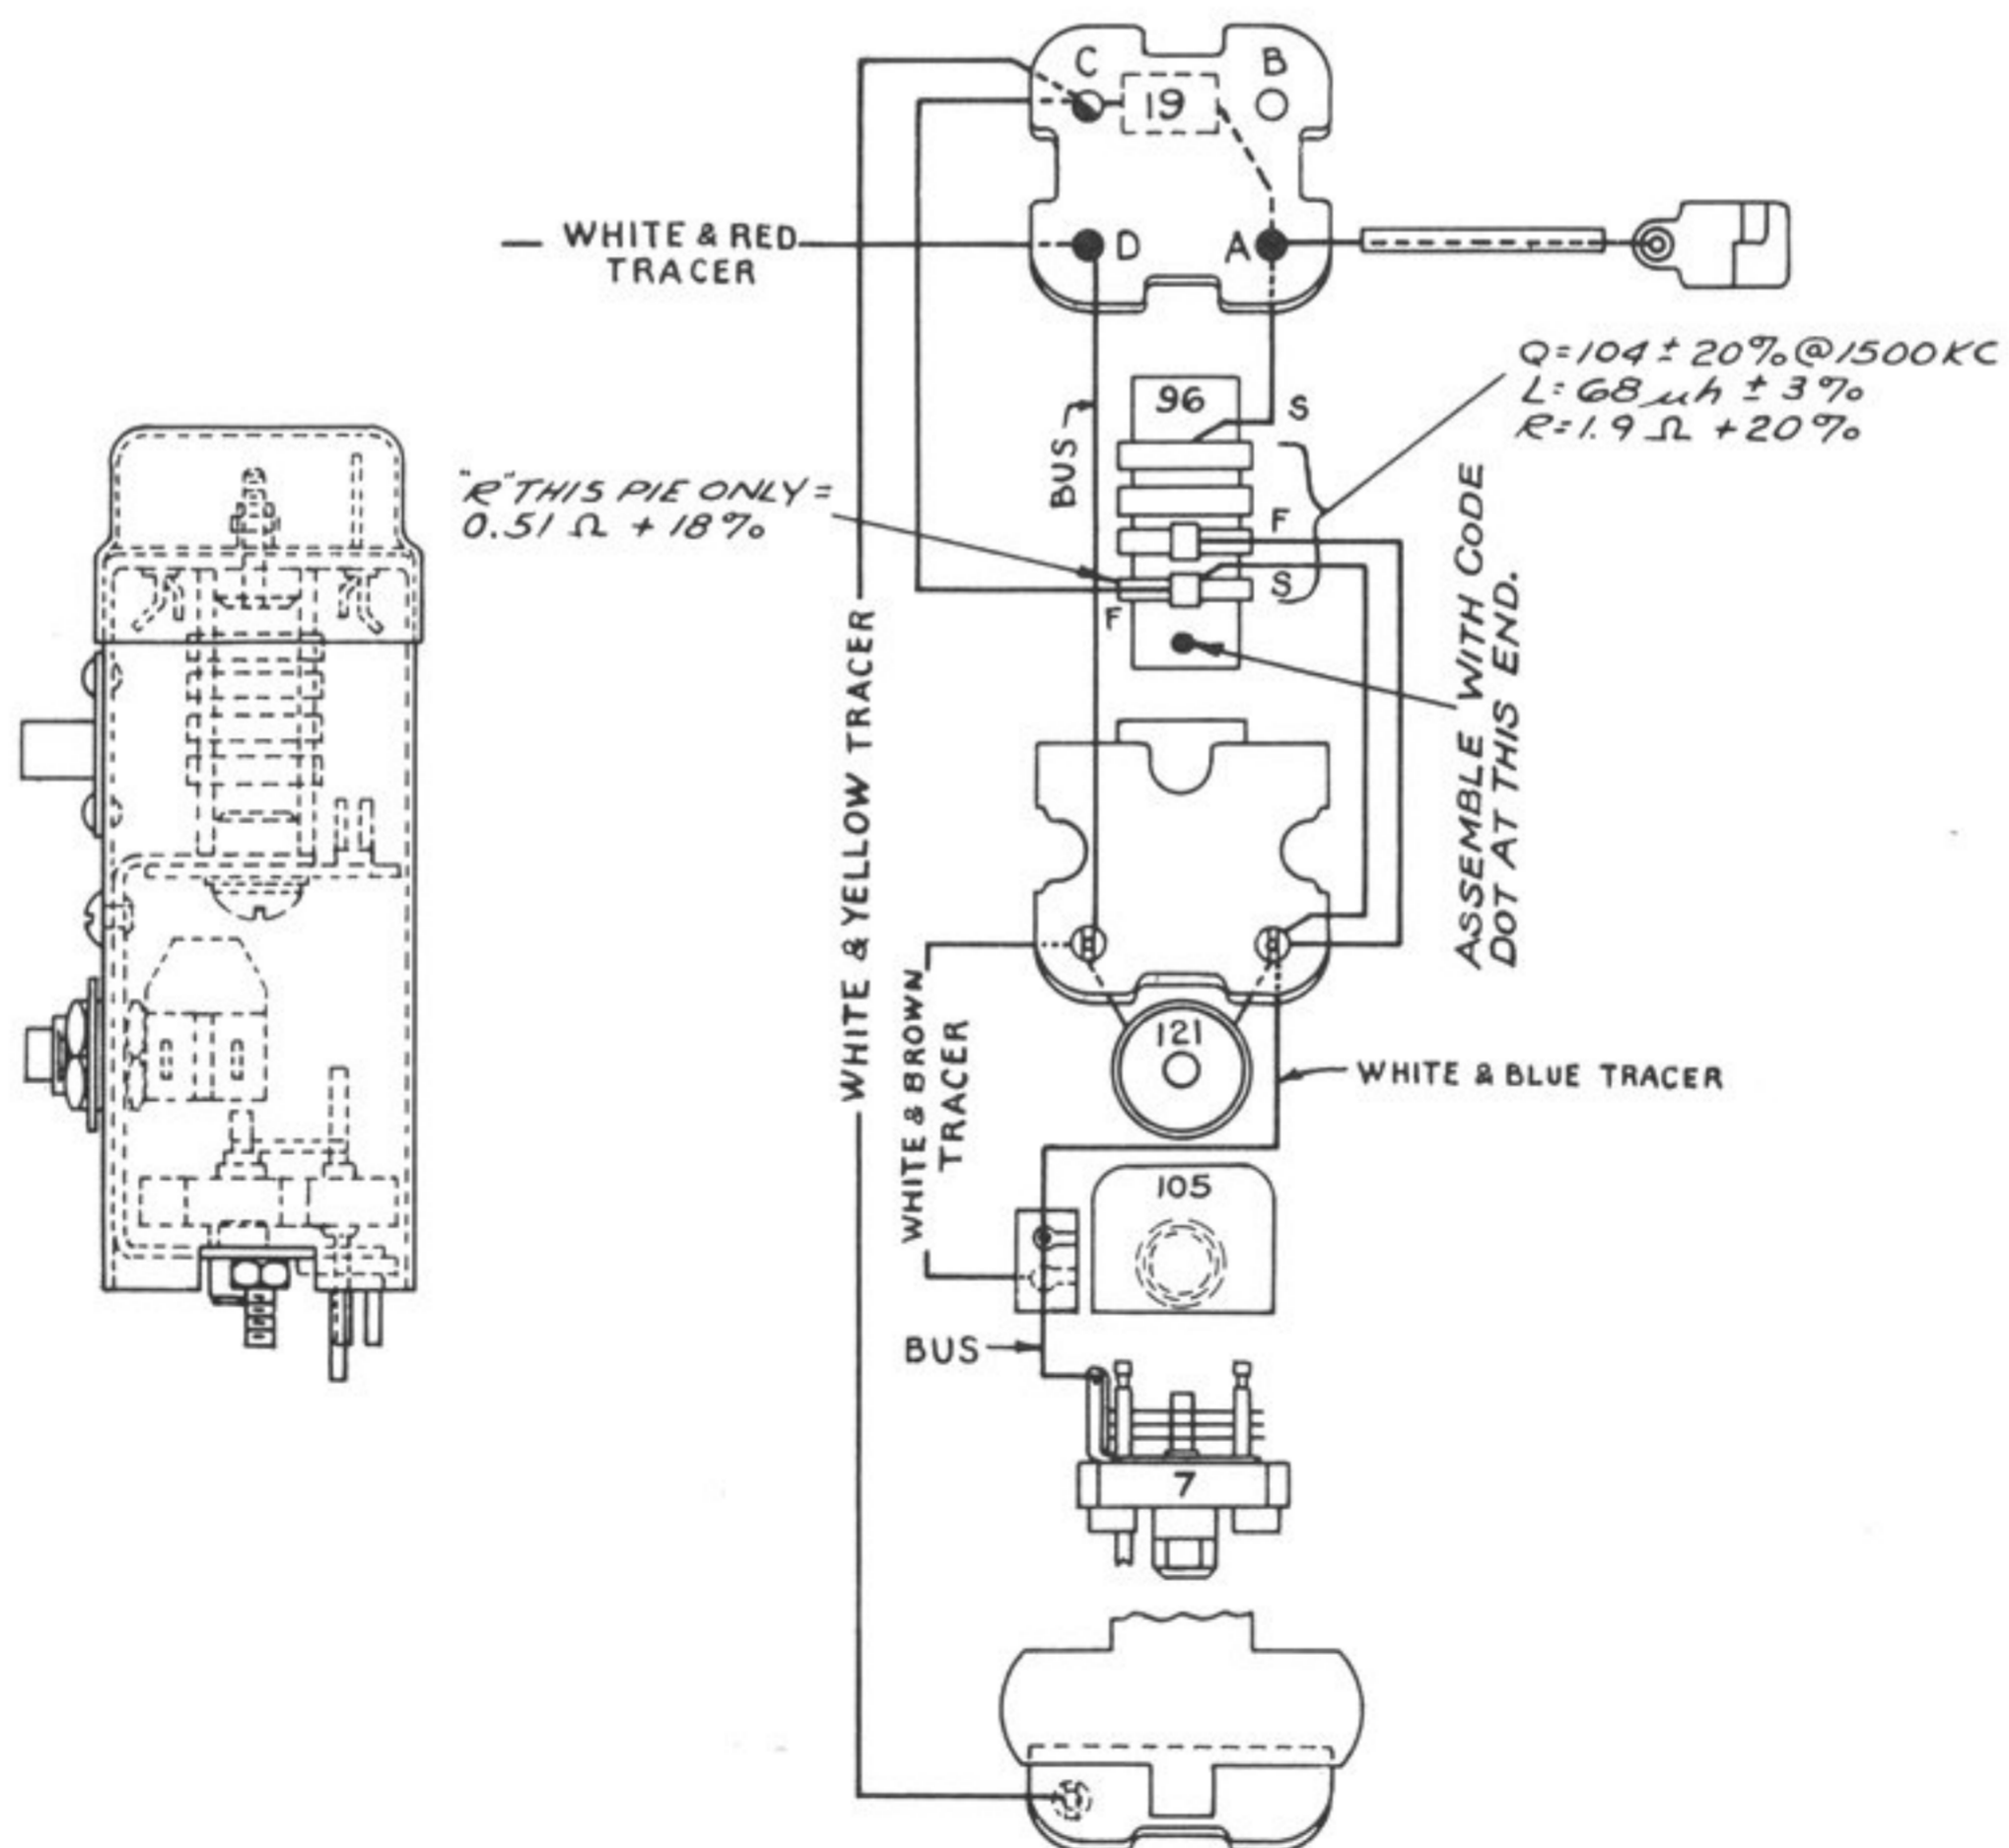 C
B
19
WHITE & RED
TRACER
D
A
Q=104 ± 20% @ 1500 KC
L= 68 µh ± 3%
R=1.9 Ω +20%
96
S
BUS
"R" THIS PIE ONLY =
0.51 Ω + 18%
F
S
F
ASSEMBLE WITH CODE
DOT AT THIS END.
WHITE & YELLOW TRACER
WHITE & BROWN
TRACER
121
WHITE & BLUE TRACER
105
BUS
7